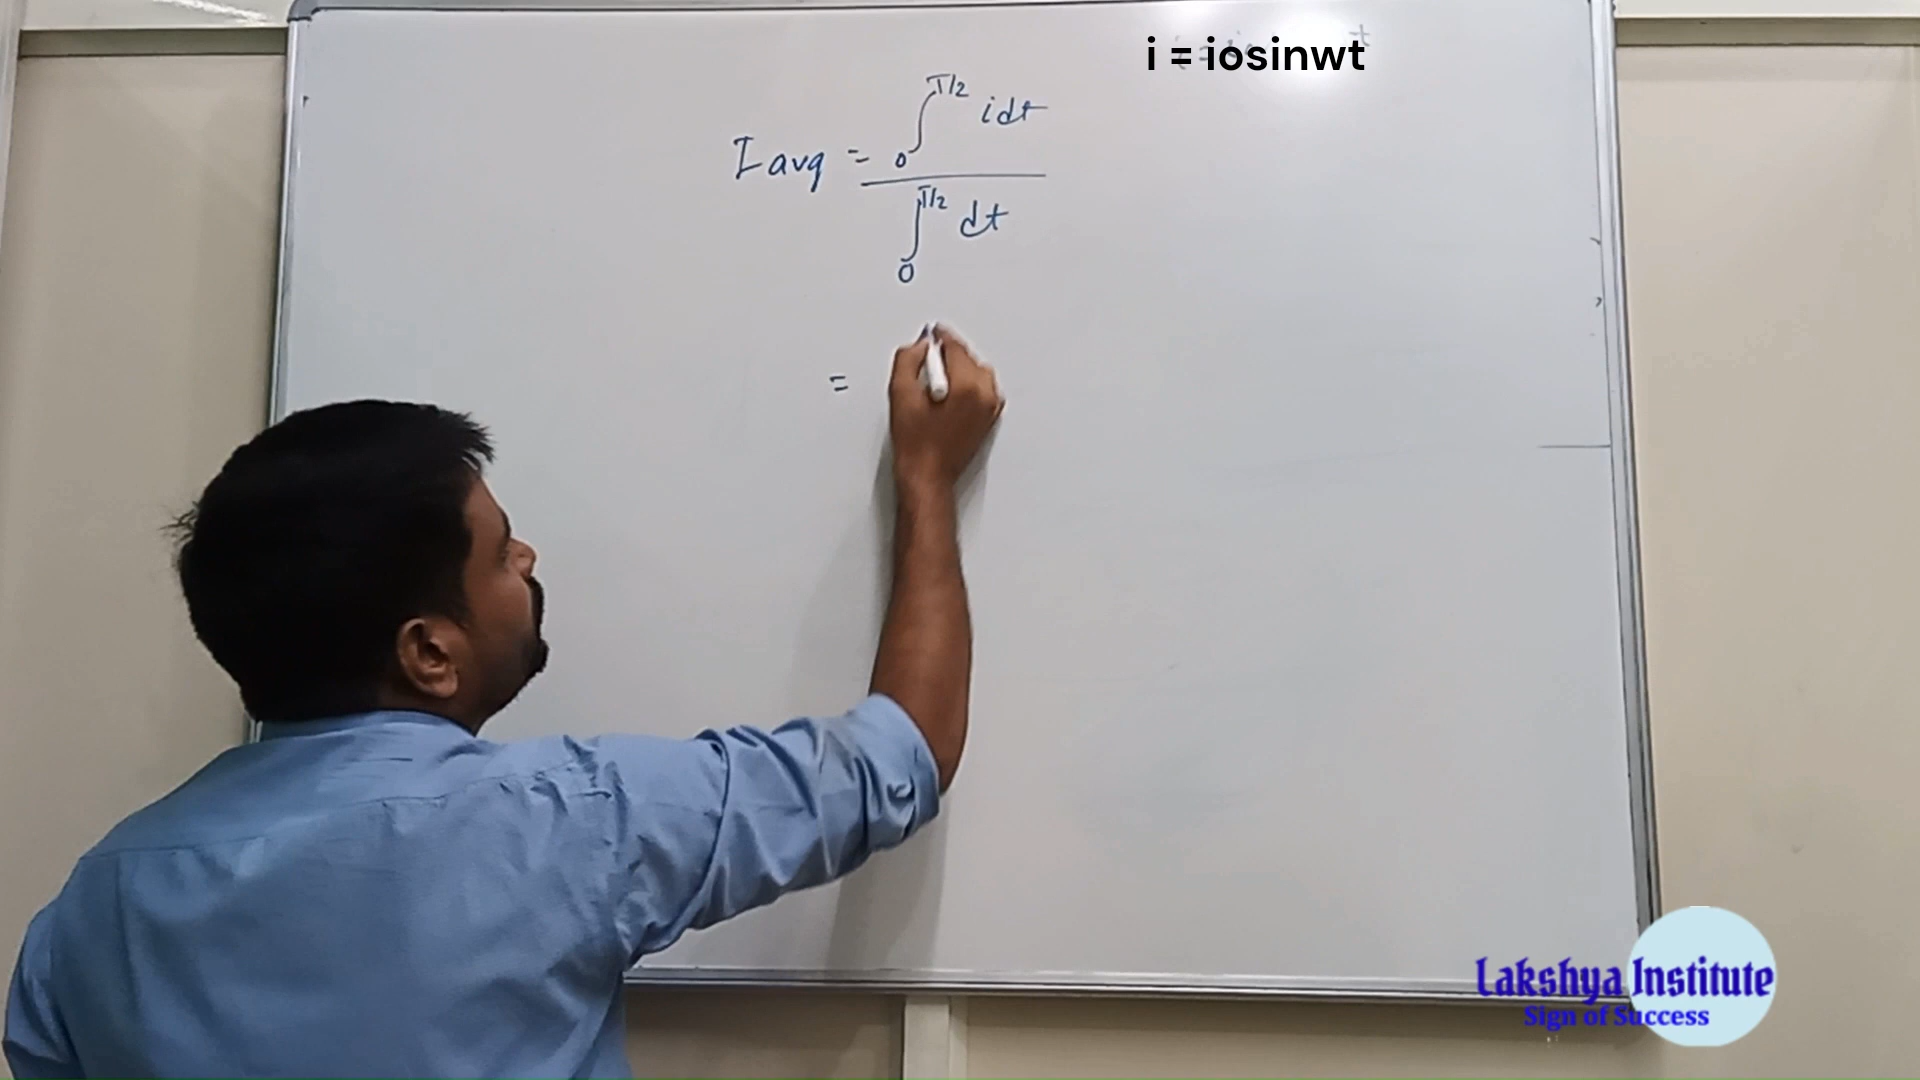 i = iosinwt
T/2
i dt
I avg =
0
T/2
dt
0
=
Lakshya Institute
Sign of Success